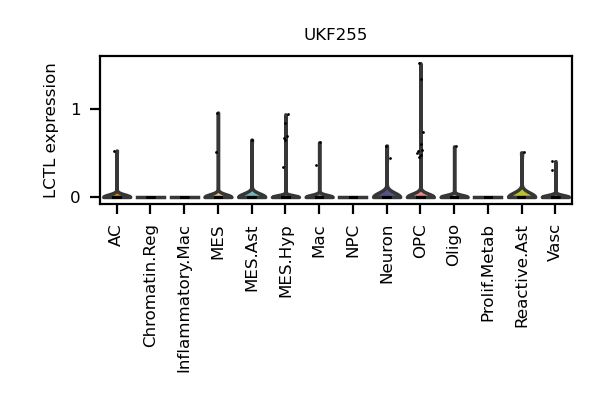 UKF255
LCTL expression
1
0
AC
Chromatin.Reg
Inflammatory.Mac
MES
MES.Ast
MES.Hyp
Mac
NPC
Neuron
OPC
Oligo
Prolif.Metab
Reactive.Ast
Vasc